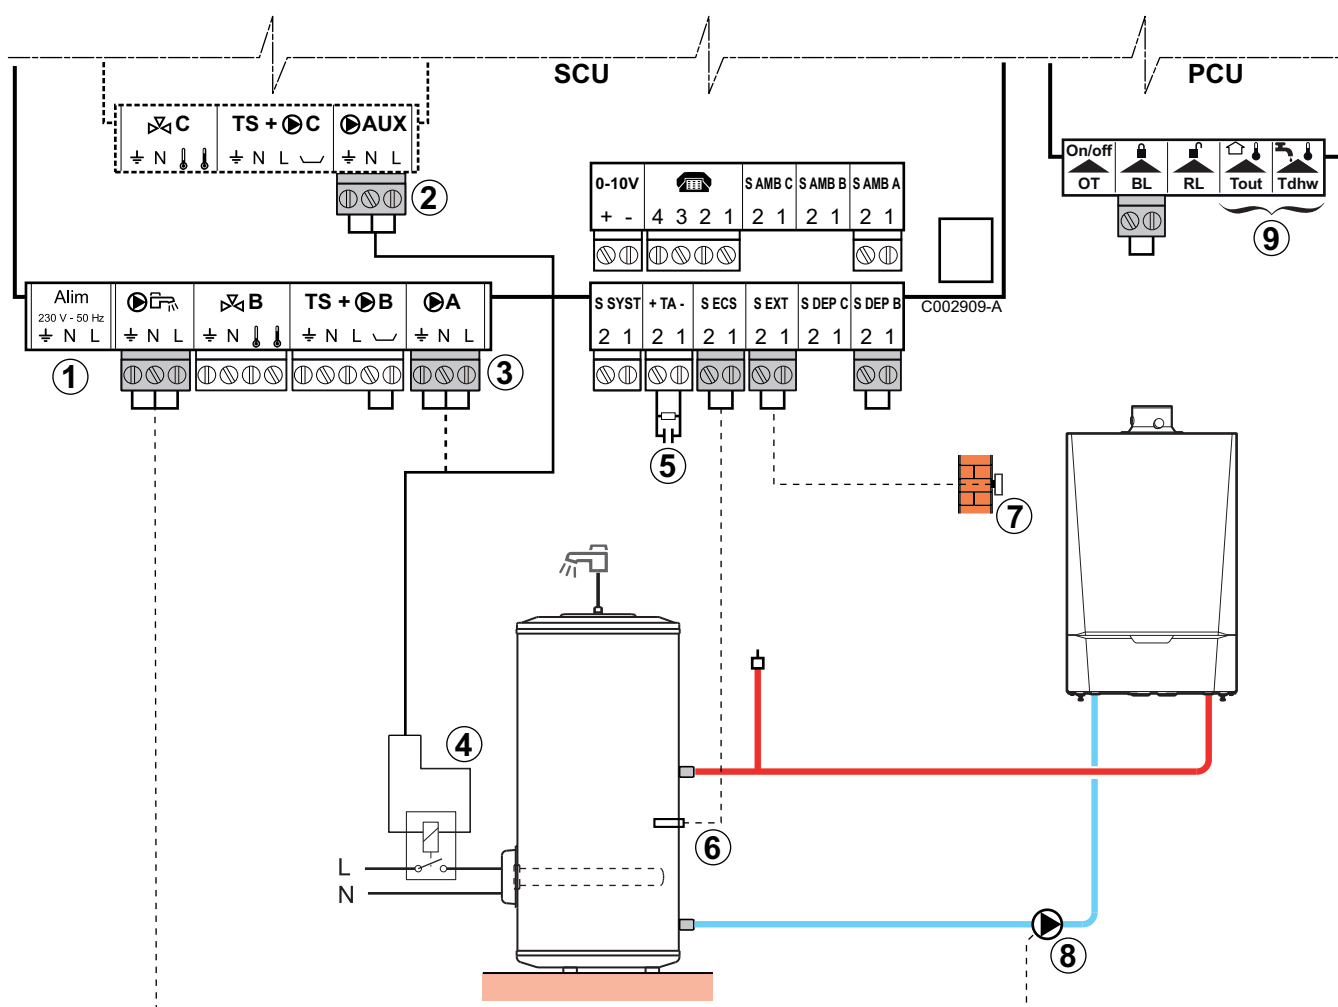 SCU
PCU
C
TS + C
AUX
N
N L
N L
2
On/off
OT
BL
RL
Tout
Tdhw
9
0-10V
+ -
4 3 2 1
S AMB C
2 1
S AMB B
2 1
S AMB A
2 1
C002909-A
Alim
230 V - 50 Hz
N L
N L
B
N
TS + B
N L
A
N L
1
3
S SYST
2 1
+ TA -
2 1
S ECS
2 1
S EXT
2 1
S DEP C
2 1
S DEP B
2 1
5
7
4
6
L
N
8